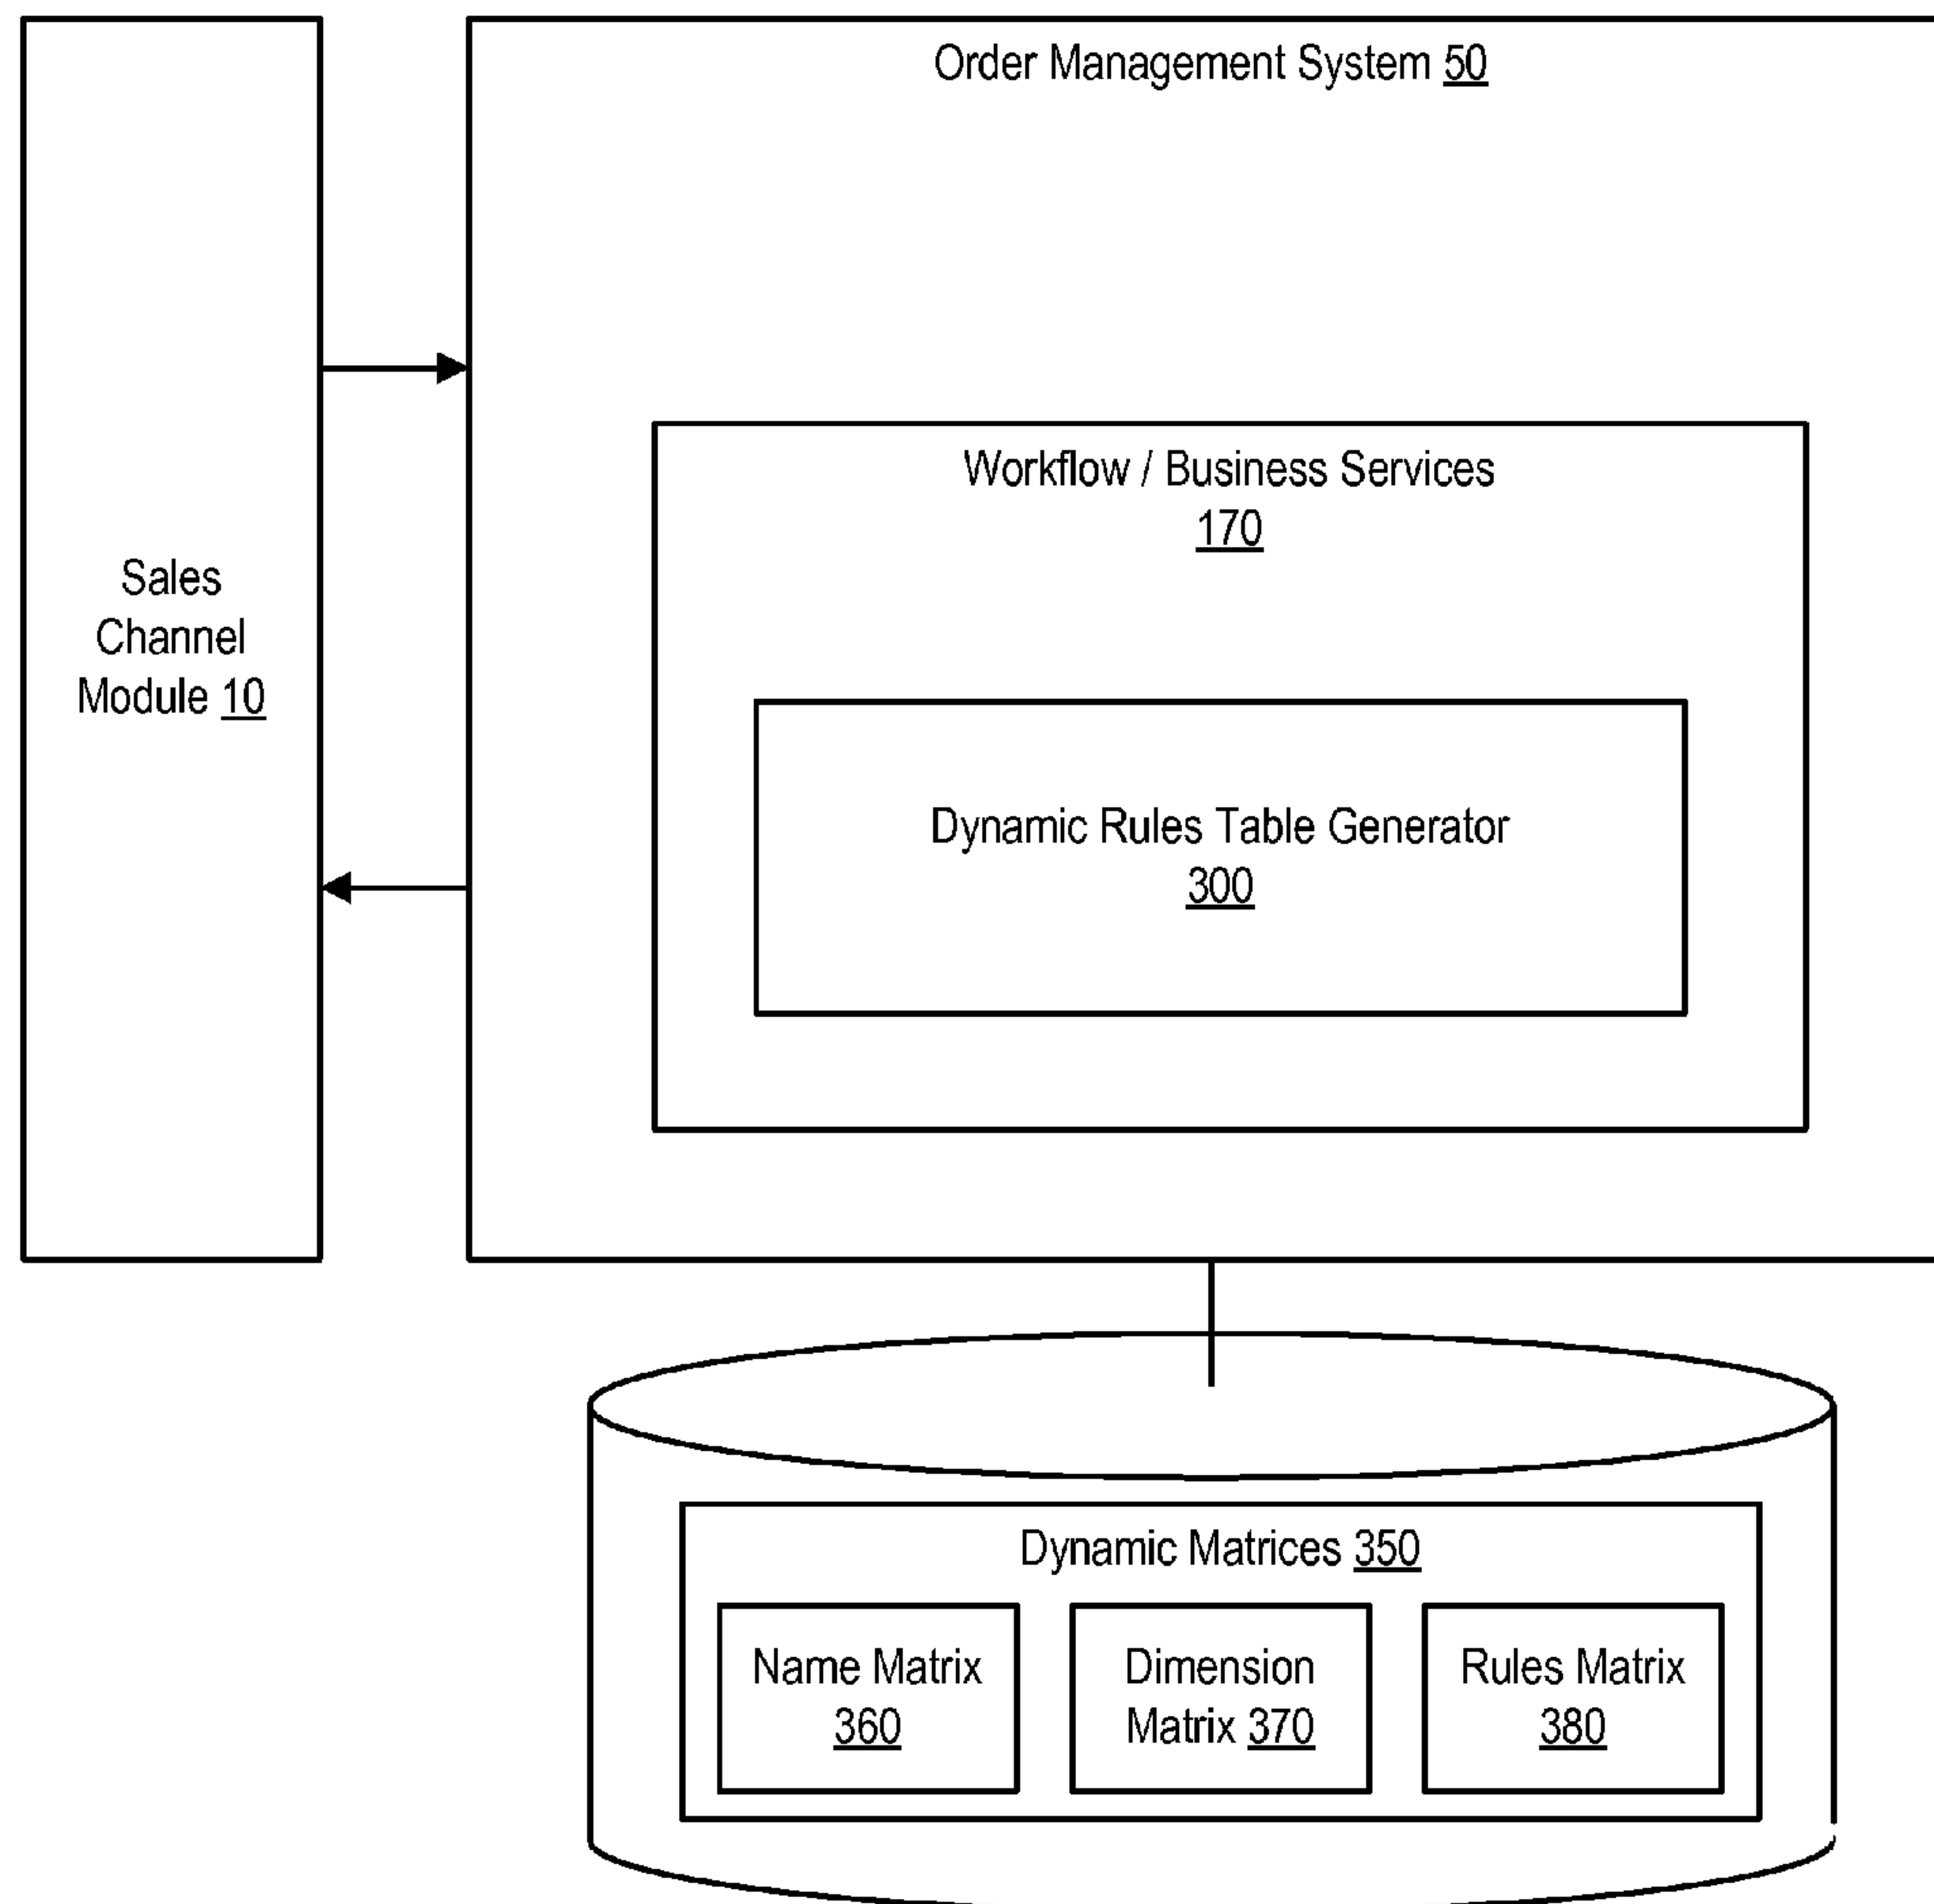 Order Management System 50
Workflow / Business Services
170
Sales
Channel
Module 10
Dynamic Rules Table Generator
300
Dynamic Matrices 350
Name Matrix
360
Dimension
Matrix 370
Rules Matrix
380